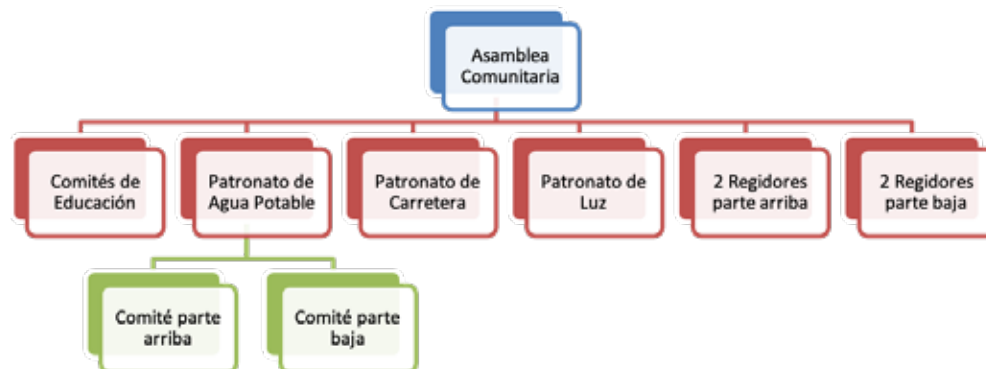 Asamblea
Comunitaria
Comités de
Educación
Patronato de
Agua Potable
Patronato de
Carretera
Patronato de
Luz
2 Regidores
parte arriba
2 Regidores
parte baja
Comité parte
arriba
Comité parte
baja